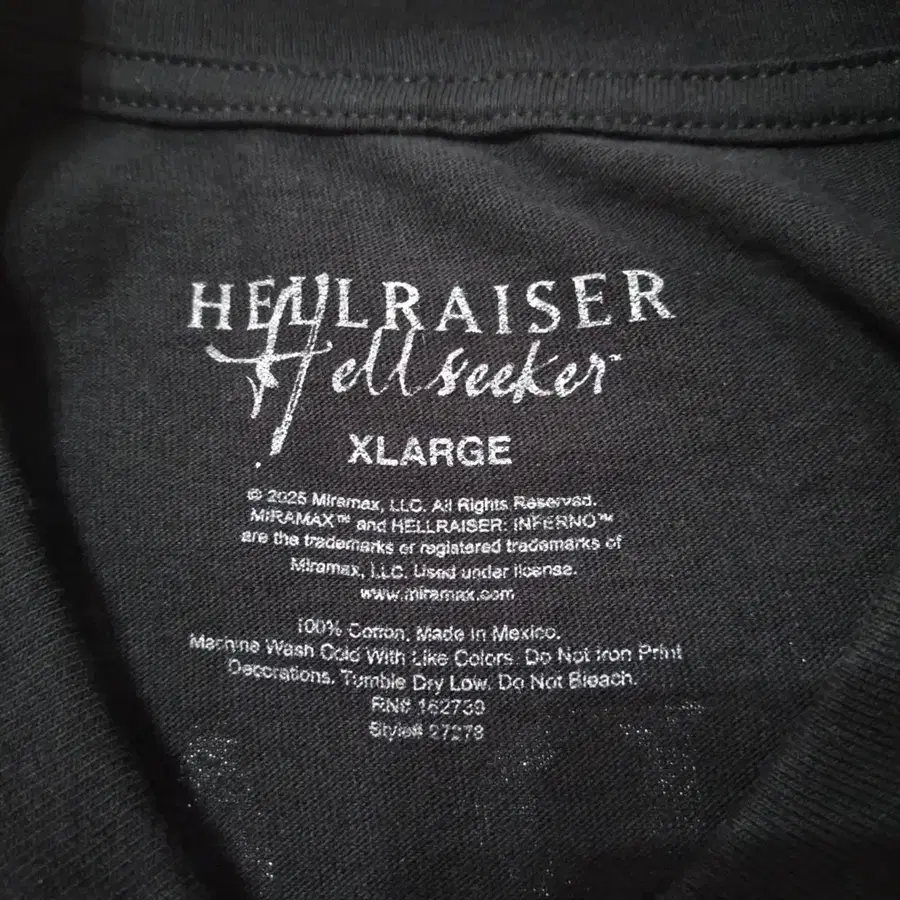 HELLRAISER
Hellseeker™
XLARGE
© 2025 Miramax, LLC. All Rights Reserved.
MIRAMAX™ and HELLRAISER: INFERNO™
are the trademarks or registered trademarks of
Miramax, LLC. Used under license.
www.miramax.com
100% Cotton. Made in Mexico.
Machine Wash Cold With Like Colors. Do Not Iron Print
Decorations. Tumble Dry Low. Do Not Bleach.
RN# 162739
Style# 27278